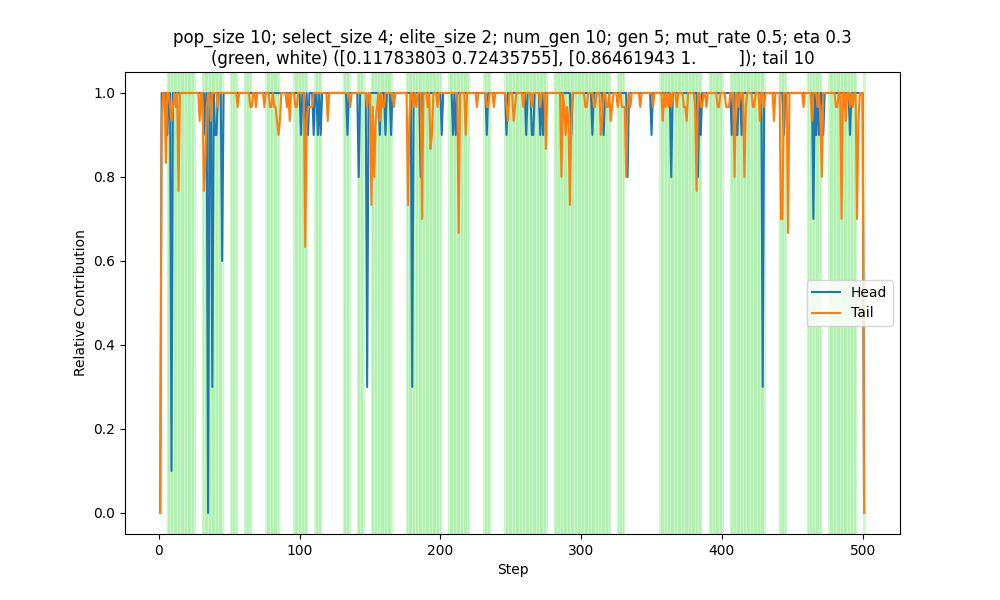 pop_size 10; select_size 4; elite_size 2; num_gen 10; gen 5; mut_rate 0.5; eta 0.3
(green, white) ([0.11783803 0.72435755], [0.86461943 1.        ]); tail 10
Relative Contribution
1.0
0.8
0.6
0.4
0.2
0.0
Head
Tail
0 100 200 300 400 500
Step